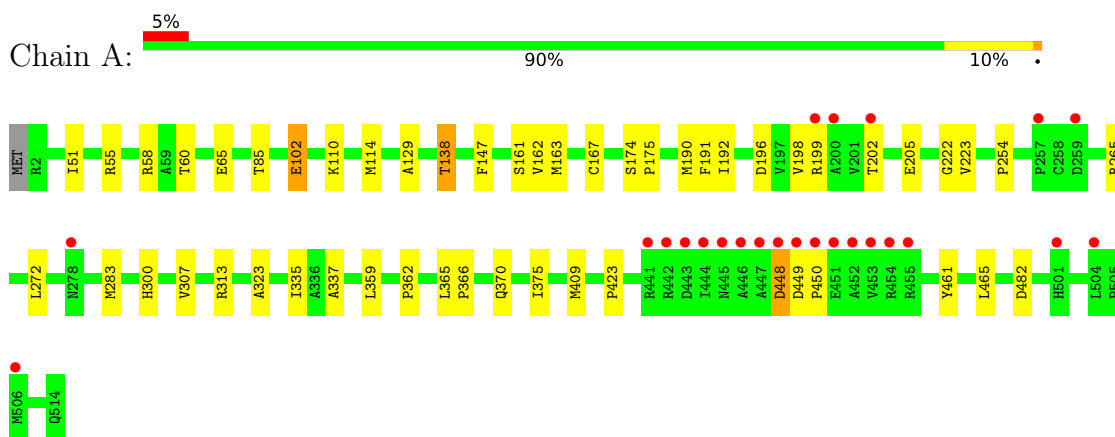 5%
Chain A:
90% 10% •
MET R2 I51 R55 R58 A59 T60 E65 T85 E102 K110 M114 A129 T138 F147 S161 V162 M163 C167 S174 P175 M190 F191 I192 D196 V197 V198 R199 A200 V201 T202 E205 G222 V223 P254 P257 C258 D259
L272 N278 M283 H300 V307 R313 A323 I335 A336 A337 L359 P362 L365 P366 Q370 I375 M409 P423 R441 R442 D443 I444 N445 A446 A447 D448 D449 P450 E451 A452 V453 R454 R455 Y461 L465 D482 H501 L504
M506 Q514